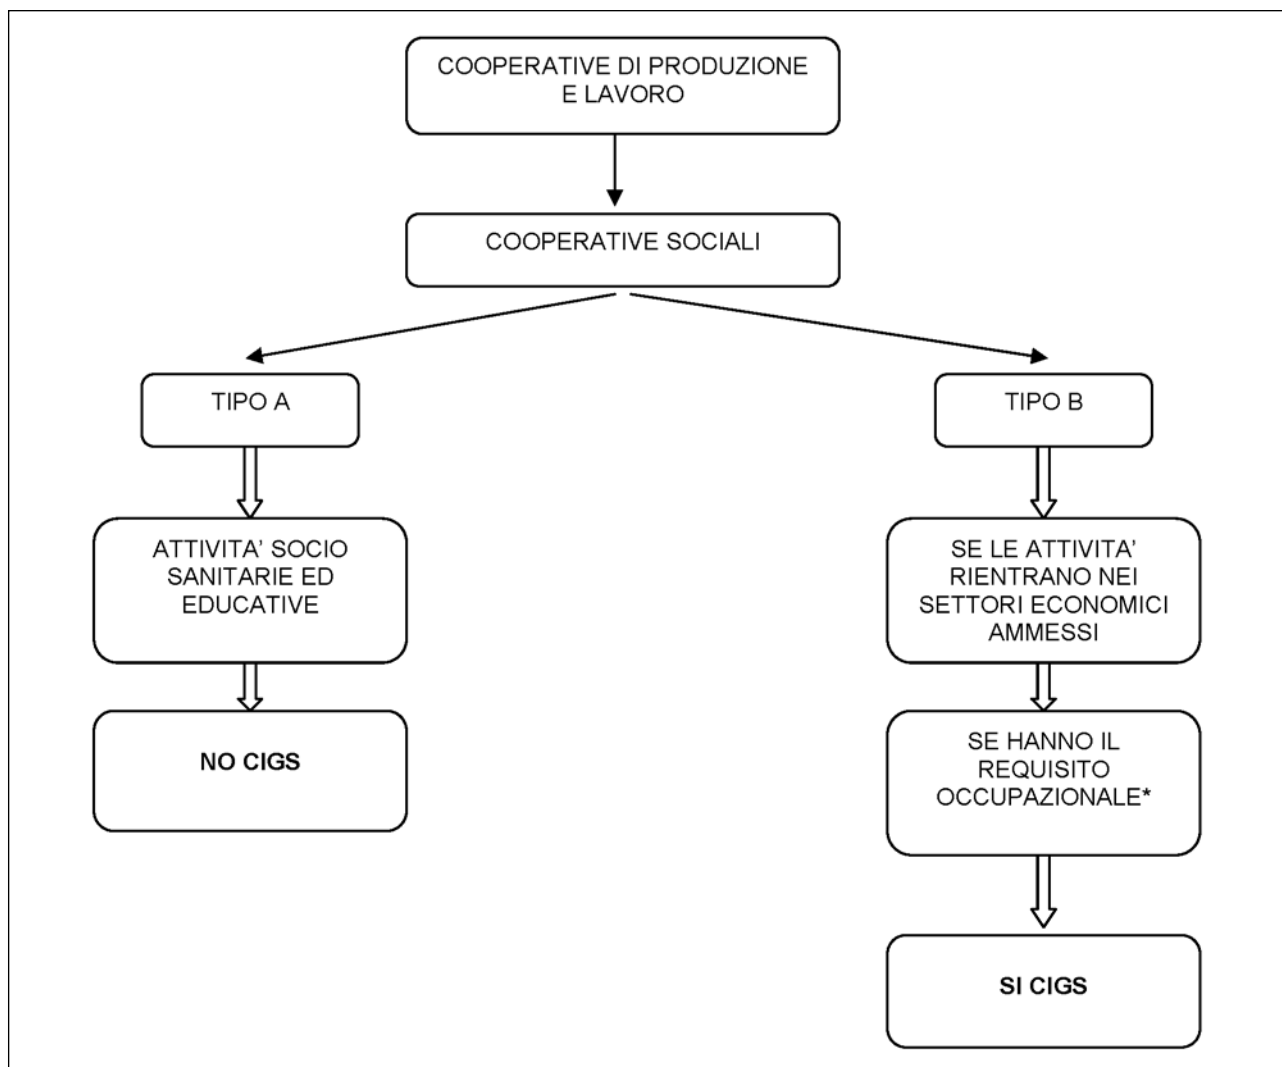 COOPERATIVE DI PRODUZIONE
E LAVORO
COOPERATIVE SOCIALI
TIPO A
TIPO B
ATTIVITA' SOCIO
SANITARIE ED
EDUCATIVE
SE LE ATTIVITA'
RIENTRANO NEI
SETTORI ECONOMICI
AMMESSI
NO CIGS
SE HANNO IL
REQUISITO
OCCUPAZIONALE*
SI CIGS